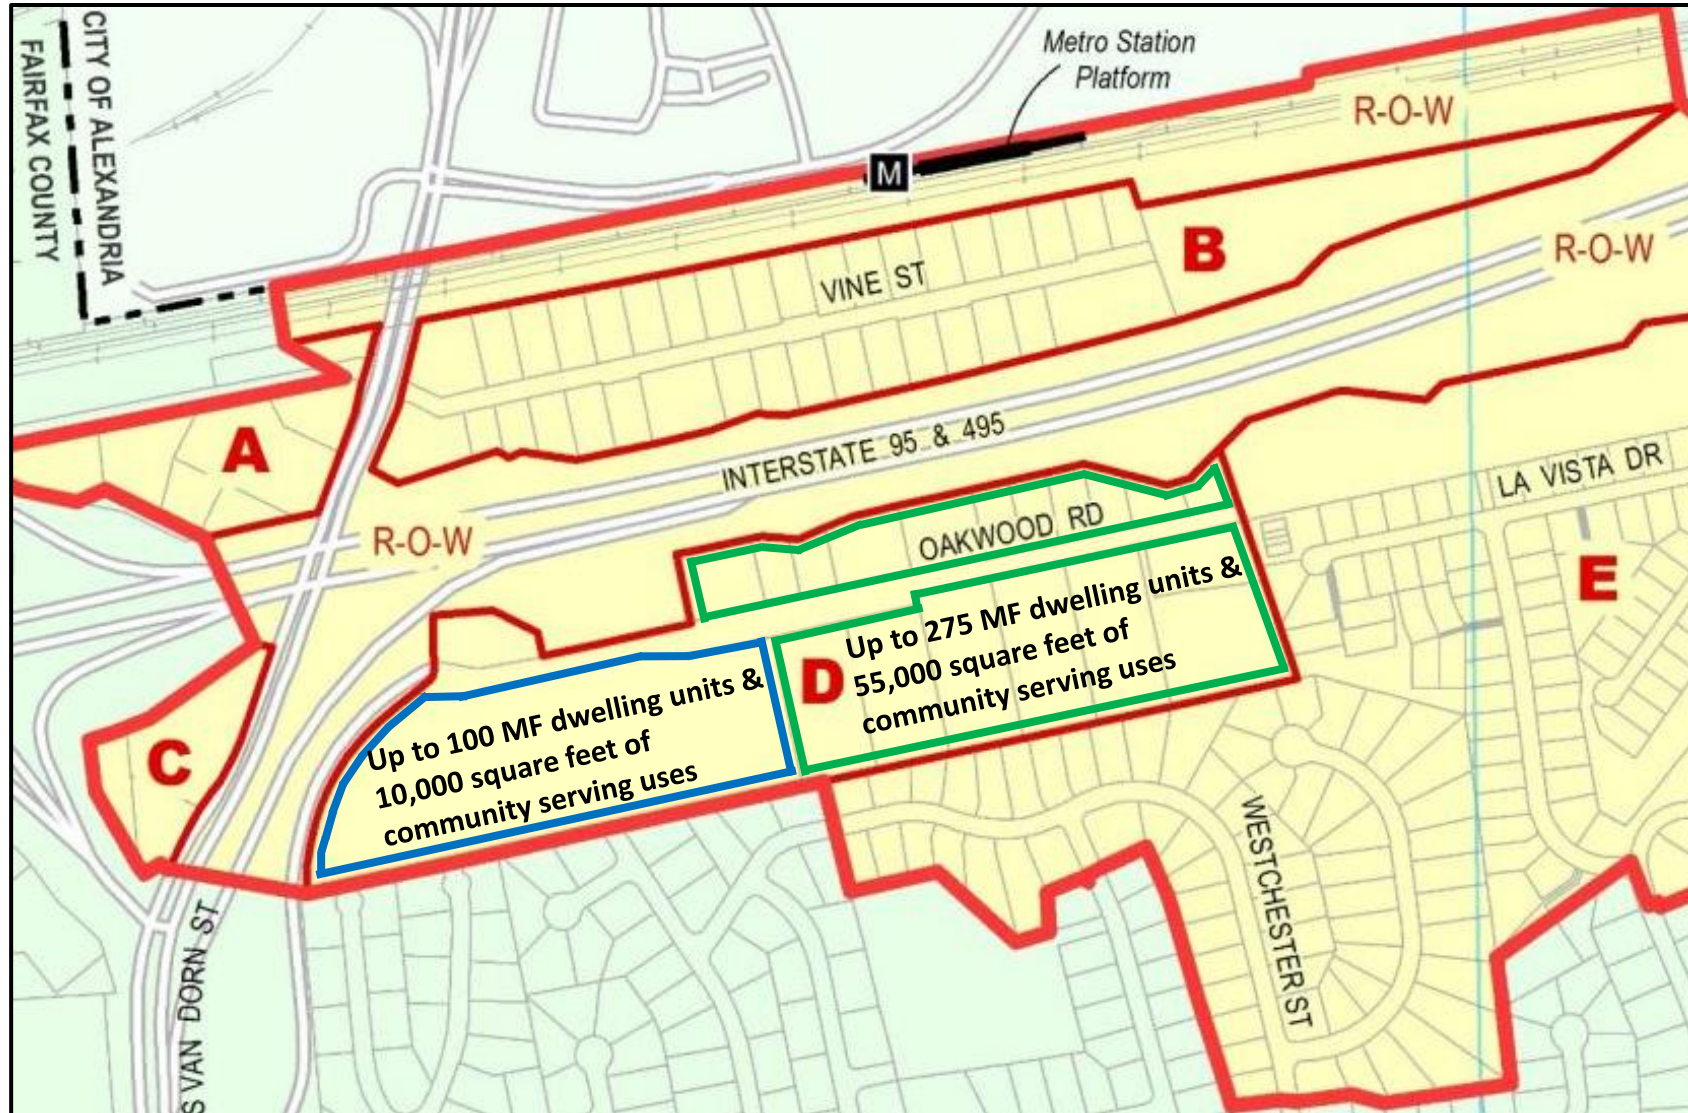 CITY OF ALEXANDRIA
FAIRFAX COUNTY
Metro Station
Platform
M
R-O-W
B
R-O-W
VINE ST
A
INTERSTATE 95 & 495
R-O-W
LA VISTA DR
OAKWOOD RD
E
D
Up to 275 MF dwelling units &
55,000 square feet of
community serving uses
Up to 100 MF dwelling units &
10,000 square feet of
community serving uses
C
WESTCHESTER ST
S VAN DORN ST